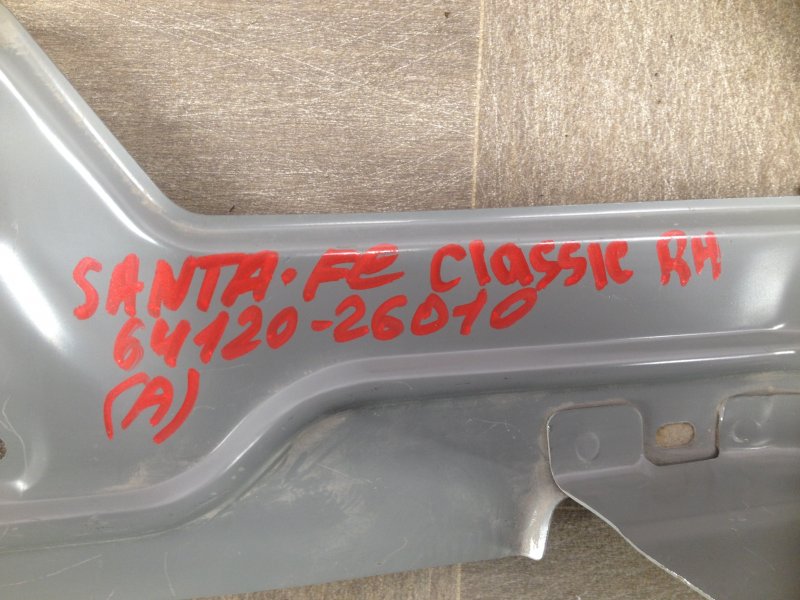 SANTA-FE Classic RH
64120-26010
(A)